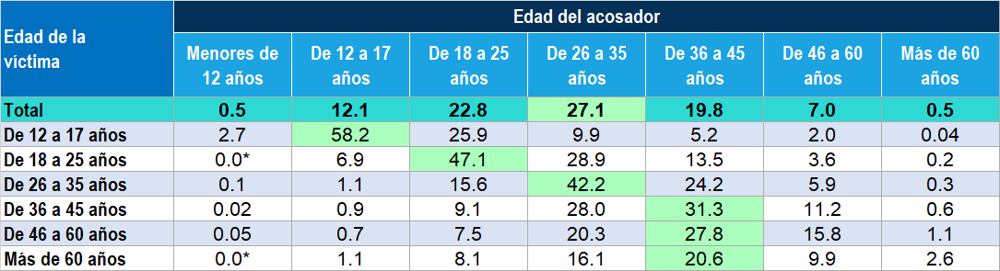 Edad de la víctima Edad del acosador
Menores de 12 años De 12 a 17 años De 18 a 25 años De 26 a 35 años De 36 a 45 años De 46 a 60 años Más de 60 años
Total 0.5 12.1 22.8 27.1 19.8 7.0 0.5
De 12 a 17 años 2.7 58.2 25.9 9.9 5.2 2.0 0.04
De 18 a 25 años 0.0* 6.9 47.1 28.9 13.5 3.6 0.2
De 26 a 35 años 0.1 1.1 15.6 42.2 24.2 5.9 0.3
De 36 a 45 años 0.02 0.9 9.1 28.0 31.3 11.2 0.6
De 46 a 60 años 0.05 0.7 7.5 20.3 27.8 15.8 1.1
Más de 60 años 0.0* 1.1 8.1 16.1 20.6 9.9 2.6